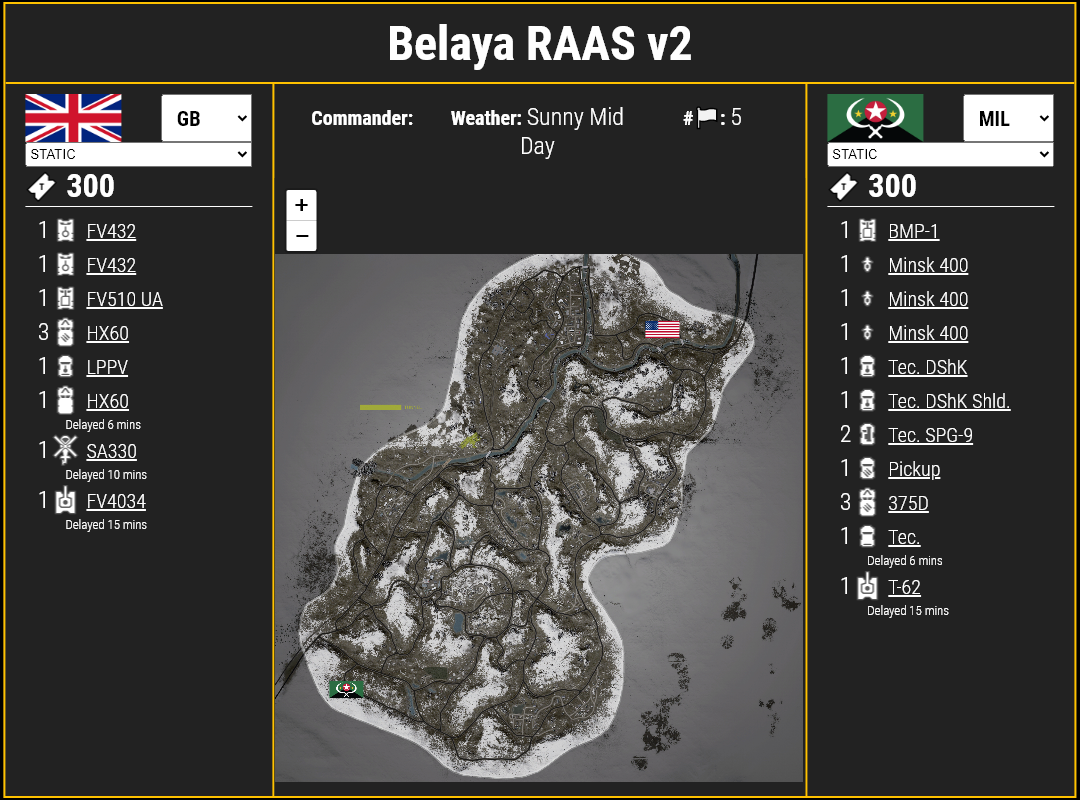 Belaya RAAS v2
GB
STATIC
300
1 FV432
1 FV432
1 FV510 UA
3 HX60
1 LPPV
1 HX60
Delayed 6 mins
1 SA330
Delayed 10 mins
1 FV4034
Delayed 15 mins
Commander:
Weather: Sunny Mid
Day
# : 5
+
−
MIL
STATIC
300
1 BMP-1
1 Minsk 400
1 Minsk 400
1 Minsk 400
1 Tec. DShK
1 Tec. DShK Shld.
2 Tec. SPG-9
1 Pickup
3 375D
1 Tec.
Delayed 6 mins
1 T-62
Delayed 15 mins